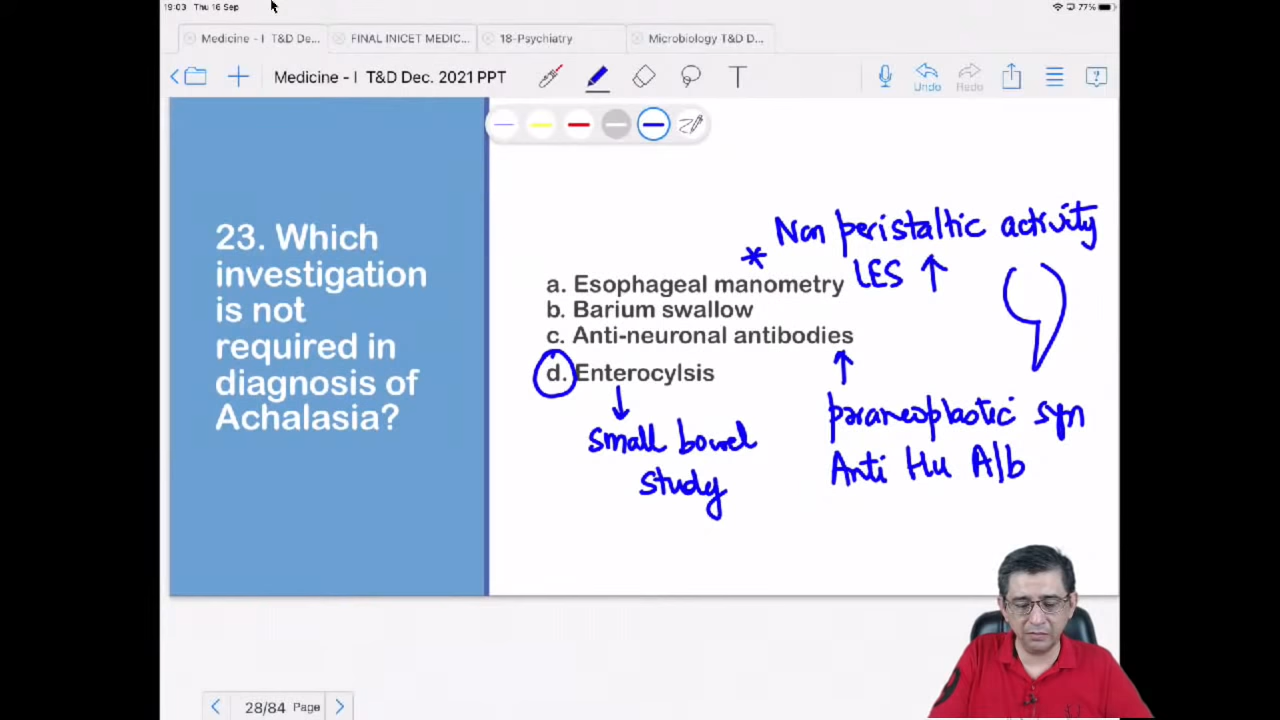 19:03 Thu 16 Sep
77%
Medicine - I T&D De...
FINAL INICET MEDIC...
18-Psychiatry
Microbiology T&D D...
Medicine - I T&D Dec. 2021 PPT
T
Undo
Redo
23. Which
investigation
is not
required in
diagnosis of
Achalasia?
Non peristaltic activity
* LES ↑
a. Esophageal manometry
b. Barium swallow
c. Anti-neuronal antibodies
d. Enterocylsis
small bowel
study
paraneoplastic syn
Anti Hu A/b
28/84 Page